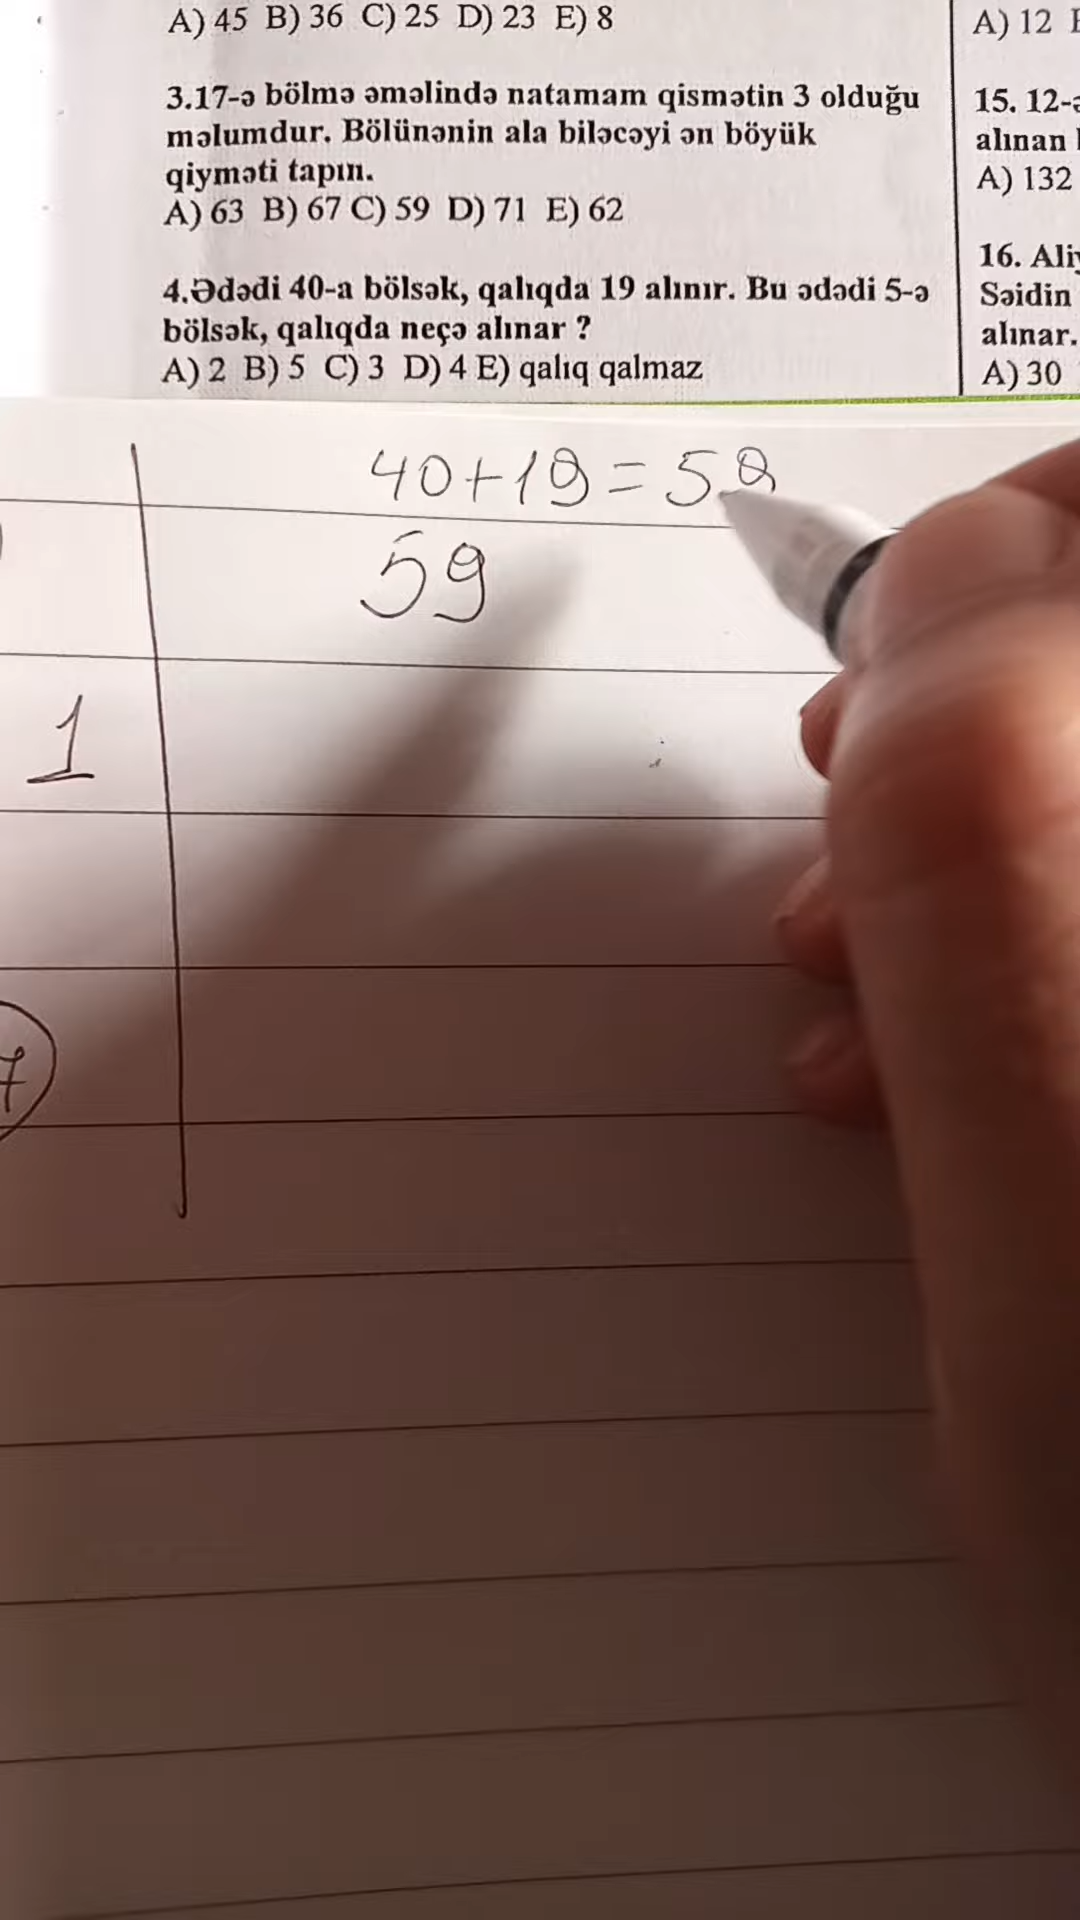 A) 45 B) 36 C) 25 D) 23 E) 8
3.17-ə bölmə əməlində natamam qismətin 3 olduğu
məlumdur. Bölünənin ala biləcəyi ən böyük
qiyməti tapın.
A) 63 B) 67 C) 59 D) 71 E) 62
4.Ədədi 40-a bölsək, qalıqda 19 alınır. Bu ədədi 5-ə
bölsək, qalıqda neçə alınar ?
A) 2 B) 5 C) 3 D) 4 E) qalıq qalmaz
A) 12
15. 12-ə
alınan
A) 132
16. Aliy
Səidin
alınar.
A) 30
40+19=59
59
1
7